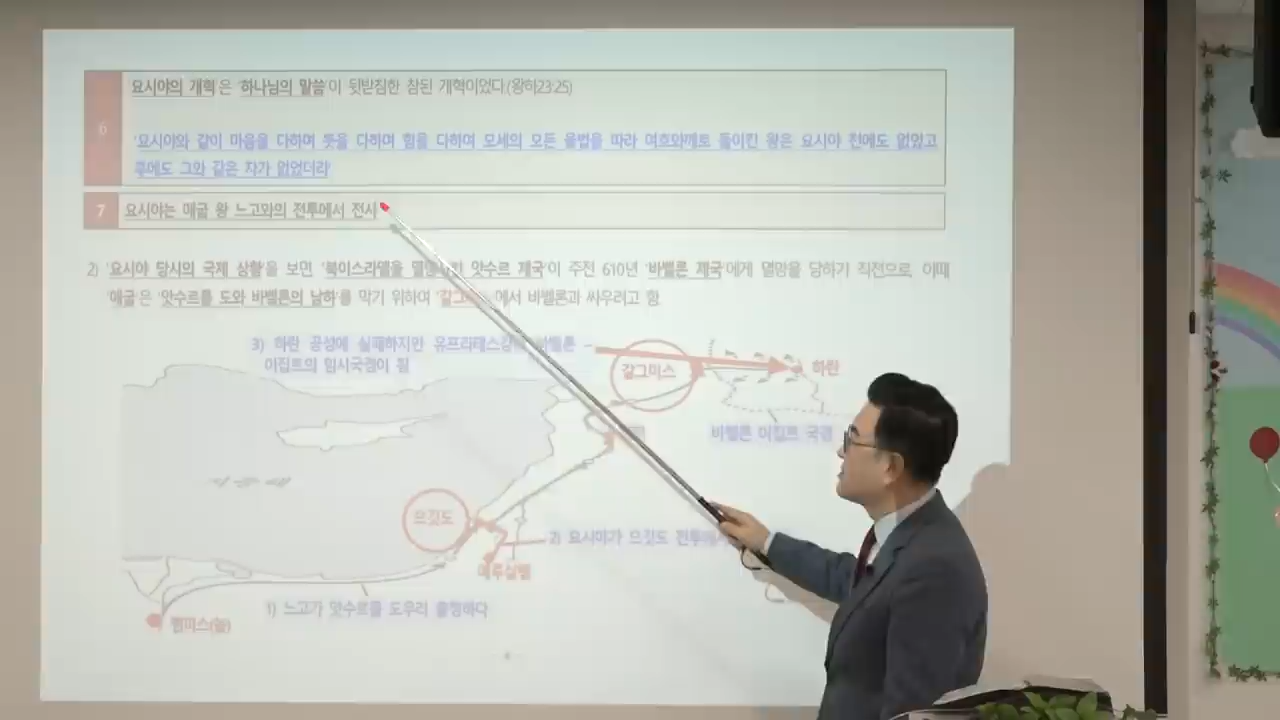 6
요시야의 개혁은 '하나님의 말씀'이 뒷받침한 참된 개혁이었다.(왕하23:25)
'요시야와 같이 마음을 다하며 뜻을 다하며 힘을 다하여 모세의 모든 율법을 따라 여호와께로 돌이킨 왕은 요시야 전에도 없었고
후에도 그와 같은 자가 없었더라'
7
요시야는 애굽 왕 느고와의 전투에서 전사
2) '요시야 당시의 국제 상황'을 보면 '북이스라엘을 앗수르 제국'이 주전 610년 '바벨론 제국'에게 멸망을 당하기 직전으로, 이때
'애굽'은 '앗수르를 도와 바벨론의 남하'를 막기 위하여 '갈그미스'에서 바벨론과 싸우려고 함
3) 하란 공성에 실패하지만 유프라테스강이 바벨론
이집트의 임시국경이 됨
갈그미스
하란
바벨론 이집트 국경
므깃도
2) 요시야가 므깃도 전투에서
예루살렘
1) 느고가 앗수르를 도우러 출정하다
멤피스(놉)